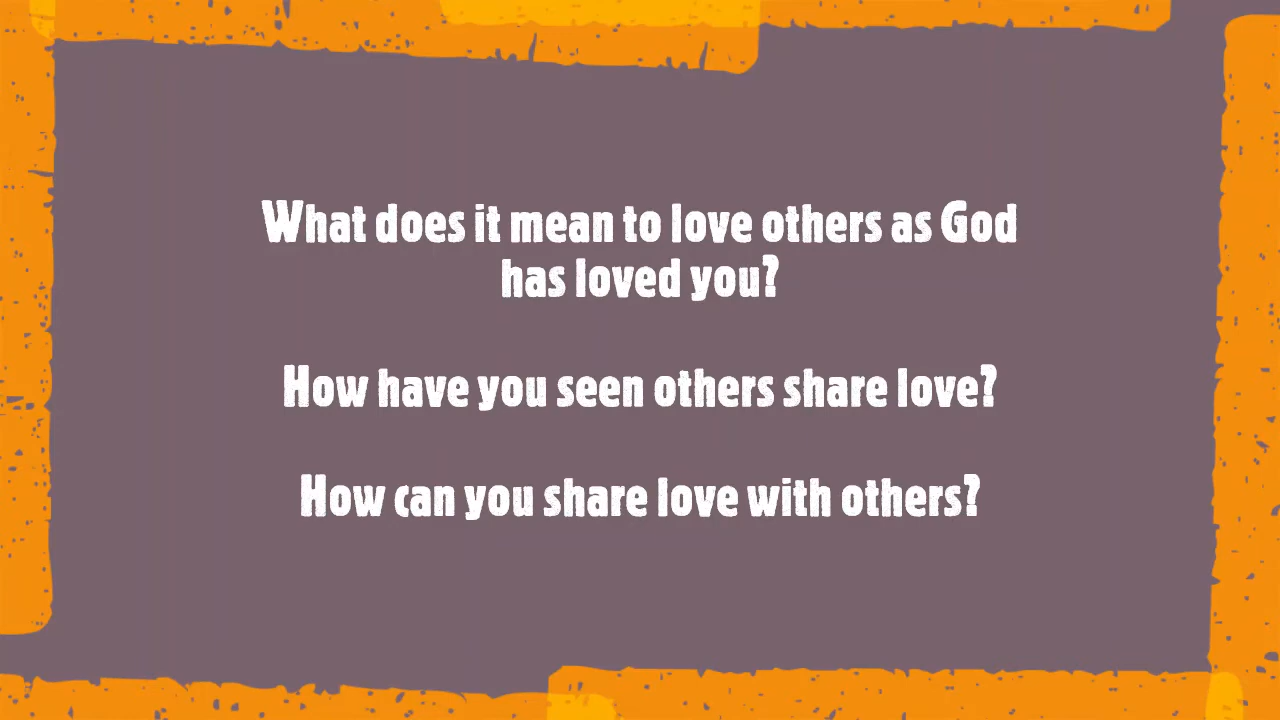 What does it mean to love others as God
has loved you?
How have you seen others share love?
How can you share love with others?